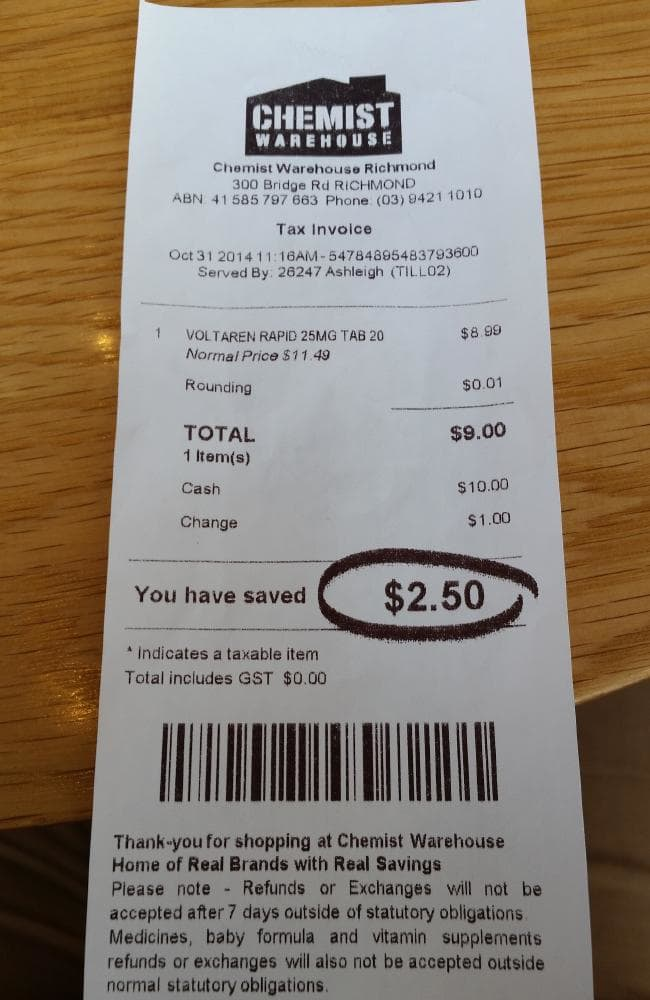 CHEMIST
WAREHOUSE
Chemist Warehouse Richmond
300 Bridge Rd RICHMOND
ABN: 41 585 797 663 Phone: (03) 9421 1010
Tax Invoice
Oct 31 2014 11:16AM - 54784895483793600
Served By: 26247 Ashleigh (TILL02)
1 VOLTAREN RAPID 25MG TAB 20 $8.99
Normal Price $11.49
Rounding $0.01
TOTAL $9.00
1 Item(s)
Cash $10.00
Change $1.00
You have saved $2.50
* Indicates a taxable item
Total includes GST $0.00
Thank-you for shopping at Chemist Warehouse
Home of Real Brands with Real Savings
Please note - Refunds or Exchanges will not be
accepted after 7 days outside of statutory obligations.
Medicines, baby formula and vitamin supplements
refunds or exchanges will also not be accepted outside
normal statutory obligations.